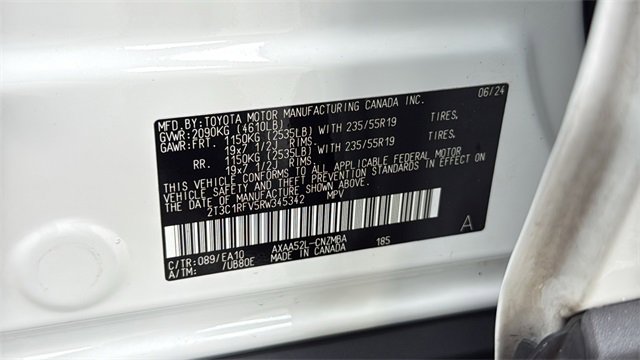 MFD. BY: TOYOTA MOTOR MANUFACTURING CANADA INC. 06/24
GVWR: 2090KG (4610LB)
GAWR: FRT. 1150KG (2535LB) WITH 235/55R19 TIRES,
19x7 1/2J RIMS.
RR. 1150KG (2535LB) WITH 235/55R19 TIRES,
19x7 1/2J RIMS.
THIS VEHICLE CONFORMS TO ALL APPLICABLE FEDERAL MOTOR
VEHICLE SAFETY AND THEFT PREVENTION STANDARDS IN
EFFECT ON THE DATE OF MANUFACTURE SHOWN ABOVE.
2T3C1RFV5RW345342 MPV
A
C/TR: 089/EA10 AXAA52L-CNZMBA 185
A/TM: /UB80E MADE IN CANADA